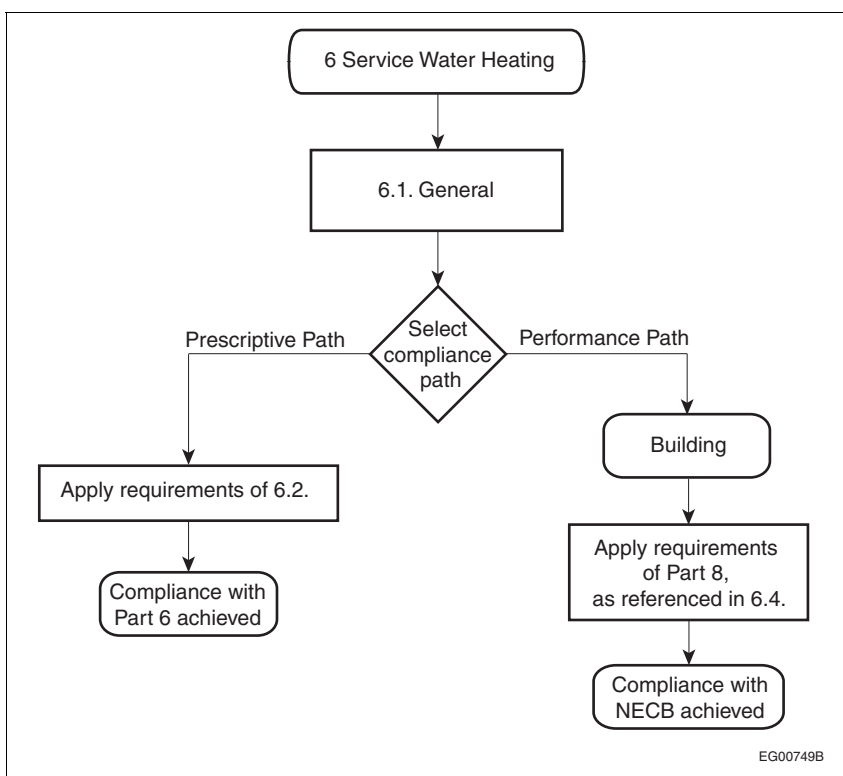 6 Service Water Heating
6.1. General
Select
compliance
path
Prescriptive Path
Performance Path
Apply requirements of 6.2.
Compliance with
Part 6 achieved
Building
Apply requirements
of Part 8,
as referenced in 6.4.
Compliance with
NECB achieved
EG00749B